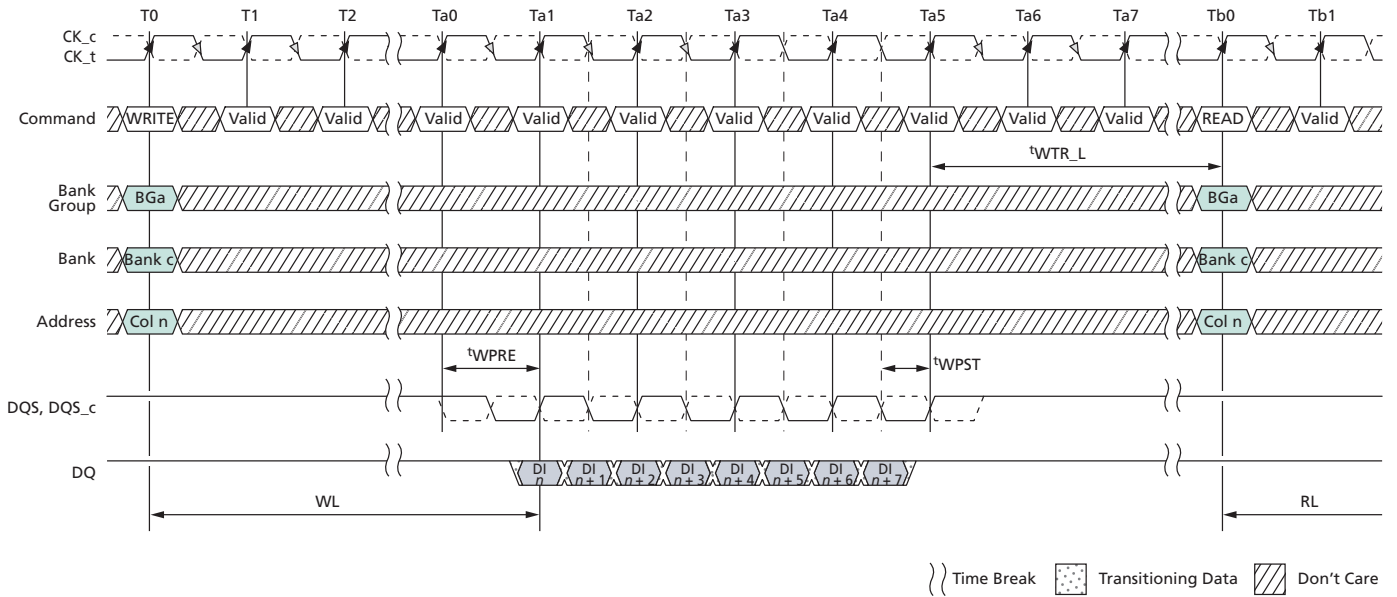 T0 T1 T2 Ta0 Ta1 Ta2 Ta3 Ta4 Ta5 Ta6 Ta7 Tb0 Tb1
CK_c
CK_t
Command WRITE Valid Valid Valid Valid Valid Valid Valid Valid Valid Valid READ Valid
tWTR_L
Bank
Group BGa BGa
Bank Bank c Bank c
Address Col n Col n
tWPRE tWPST
DQS, DQS_c
DQ DI n DI n + 1 DI n + 2 DI n + 3 DI n + 4 DI n + 5 DI n + 6 DI n + 7
WL RL
Time Break Transitioning Data Don't Care